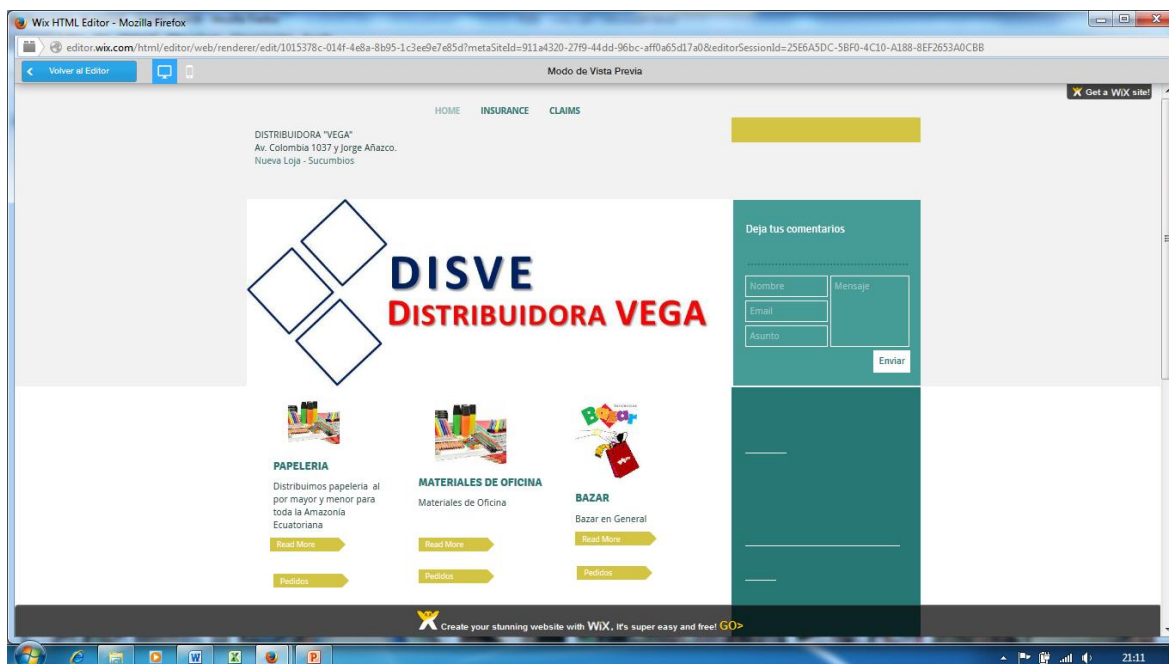 Wix HTML Editor - Mozilla Firefox
editor.wix.com/html/editor/web/renderer/edit/1015378c-014f-4e8a-8b95-1c3ee9e7e85d?metaSiteId=911a4320-27f9-44dd-96bc-aff0a65d17a0&editorSessionId=25E6A5DC-5BF0-4C10-A188-8EF2653A0CBB
Volver al Editor
Modo de Vista Previa
Get a WiX site!
HOME INSURANCE CLAIMS
DISTRIBUIDORA "VEGA"
Av. Colombia 1037 y Jorge Añazco.
Nueva Loja - Sucumbios
DISVE
DISTRIBUIDORA VEGA
Deja tus comentarios
Nombre
Mensaje
Email
Asunto
Enviar
Bazar
PAPELERIA
Distribuimos papeleria al
por mayor y menor para
toda la Amazonía
Ecuatoriana
Read More
Pedidos
MATERIALES DE OFICINA
Materiales de Oficina
Read More
Pedidos
BAZAR
Bazar en General
Read More
Pedidos
Create your stunning website with WiX, It's super easy and free! GO>
21:11